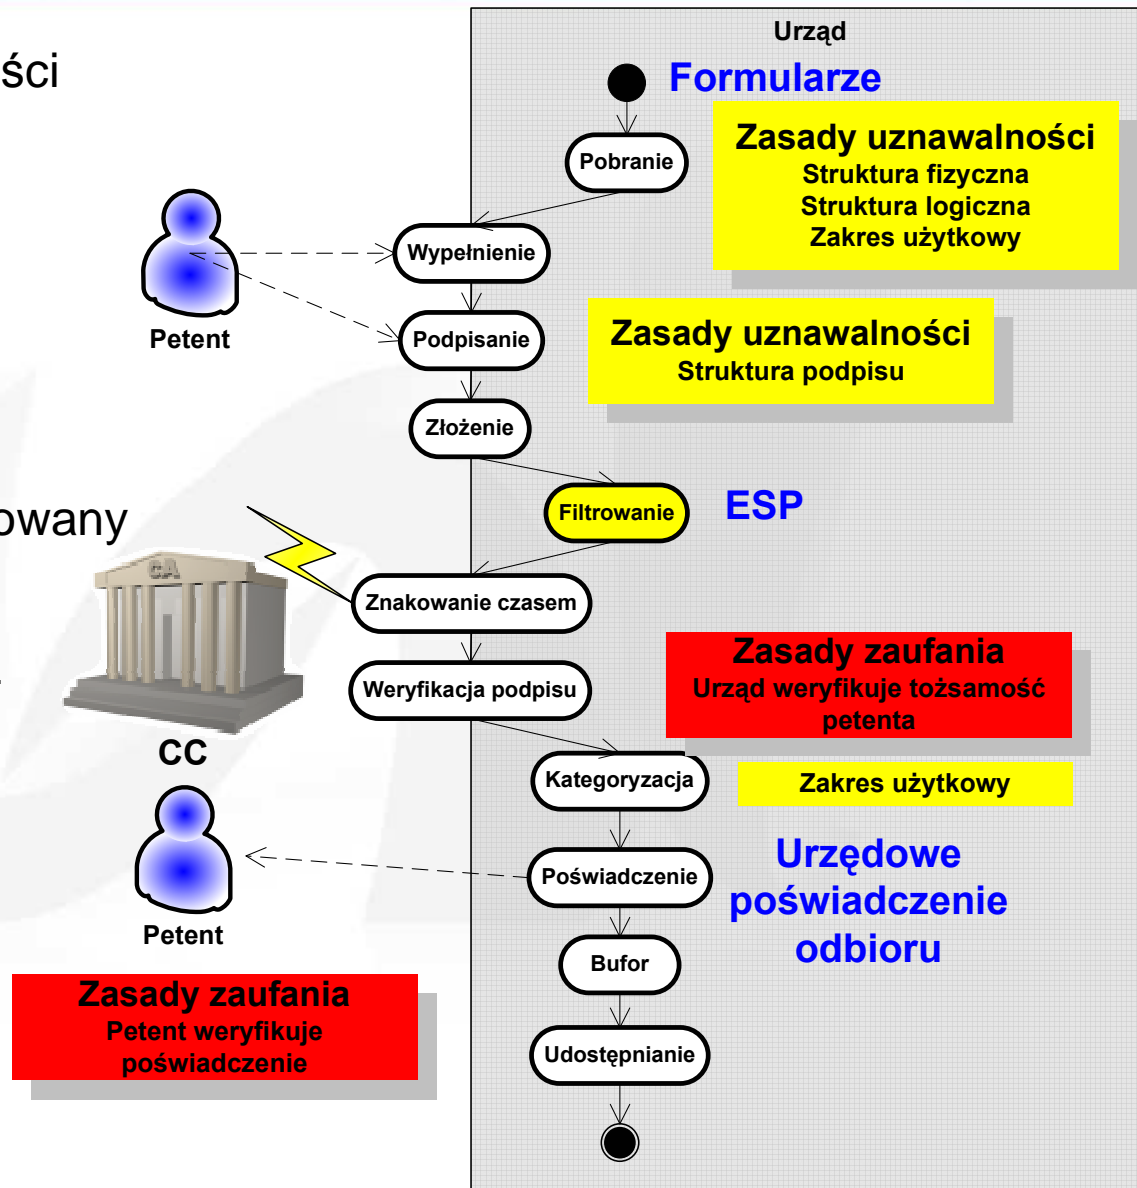 Urząd
ści
Formularze
Zasady uznawalności
Struktura fizyczna
Struktura logiczna
Zakres użytkowy
Pobranie
Wypełnienie
Petent
Podpisanie
Zasady uznawalności
Struktura podpisu
Złożenie
Filtrowanie
ESP
owany
CA
Znakowanie czasem
Zasady zaufania
Urząd weryfikuje tożsamość
petenta
Weryfikacja podpisu
CC
Kategoryzacja
Zakres użytkowy
Poświadczenie
Urzędowe
poświadczenie
odbioru
Petent
Bufor
Zasady zaufania
Petent weryfikuje
poświadczenie
Udostępnianie